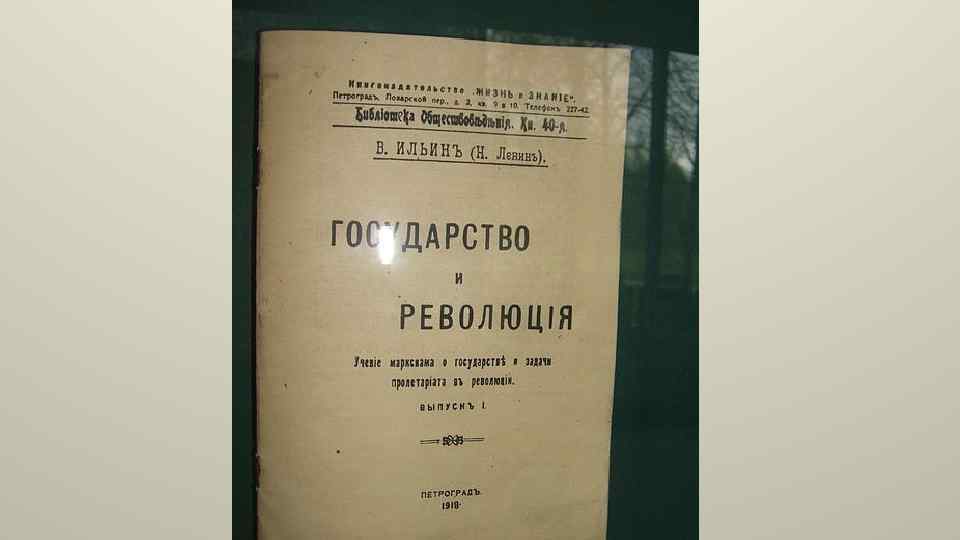 Книгоиздательство „ЖИЗНЬ и ЗНАНІЕ".
Петроградъ, Поварской пер., д. 2, кв. 9 и 10. Телефонъ 227-42.
Библіотека Обществовѣдѣнія. Кн. 40-я.
В. ИЛЬИНЪ (Н. Ленинъ).
ГОСУДАРСТВО
и
РЕВОЛЮЦІЯ
Ученіе марксизма о государствѣ и задачи
пролетаріата въ революціи.
ВЫПУСКЪ I.
ПЕТРОГРАДЪ.
1918.